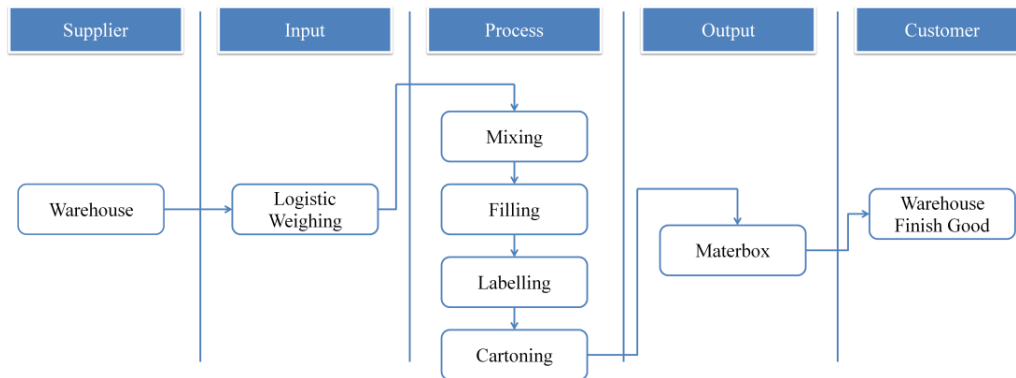 Supplier
Input
Process
Output
Customer
Mixing
Warehouse
Logistic
Weighing
Filling
Warehouse
Finish Good
Materbox
Labelling
Cartoning